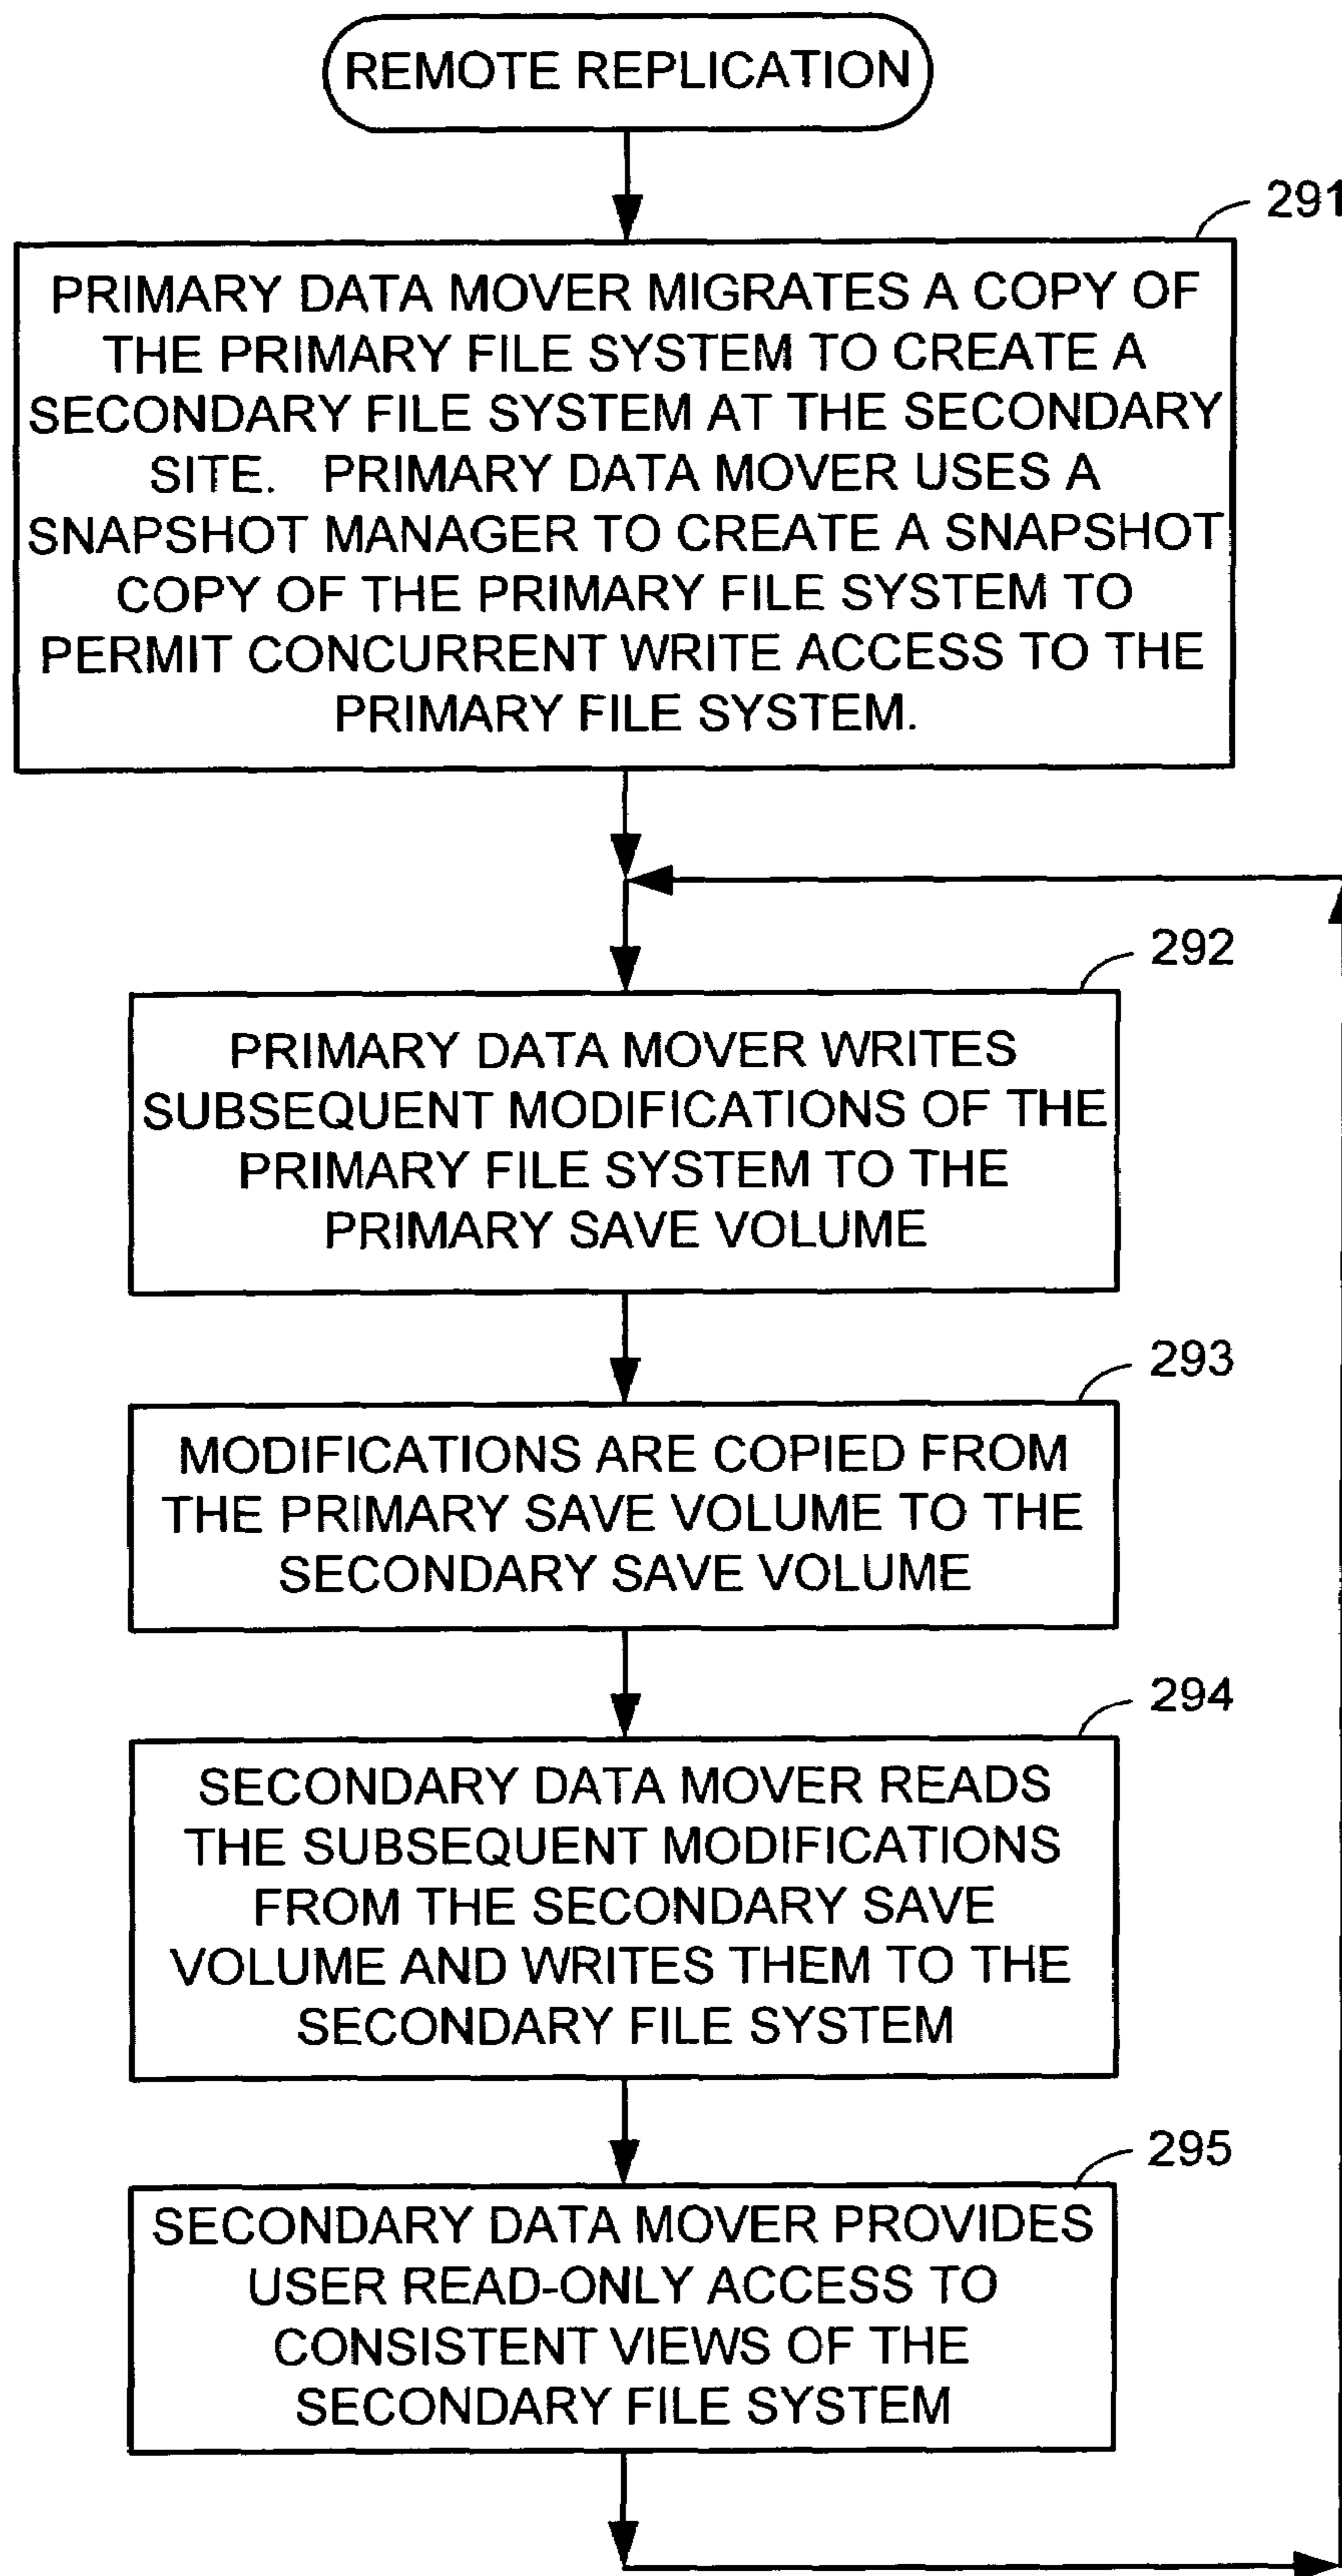 REMOTE REPLICATION
291
PRIMARY DATA MOVER MIGRATES A COPY OF
THE PRIMARY FILE SYSTEM TO CREATE A
SECONDARY FILE SYSTEM AT THE SECONDARY
SITE. PRIMARY DATA MOVER USES A
SNAPSHOT MANAGER TO CREATE A SNAPSHOT
COPY OF THE PRIMARY FILE SYSTEM TO
PERMIT CONCURRENT WRITE ACCESS TO THE
PRIMARY FILE SYSTEM.
292
PRIMARY DATA MOVER WRITES
SUBSEQUENT MODIFICATIONS OF THE
PRIMARY FILE SYSTEM TO THE
PRIMARY SAVE VOLUME
293
MODIFICATIONS ARE COPIED FROM
THE PRIMARY SAVE VOLUME TO THE
SECONDARY SAVE VOLUME
294
SECONDARY DATA MOVER READS
THE SUBSEQUENT MODIFICATIONS
FROM THE SECONDARY SAVE
VOLUME AND WRITES THEM TO THE
SECONDARY FILE SYSTEM
295
SECONDARY DATA MOVER PROVIDES
USER READ-ONLY ACCESS TO
CONSISTENT VIEWS OF THE
SECONDARY FILE SYSTEM